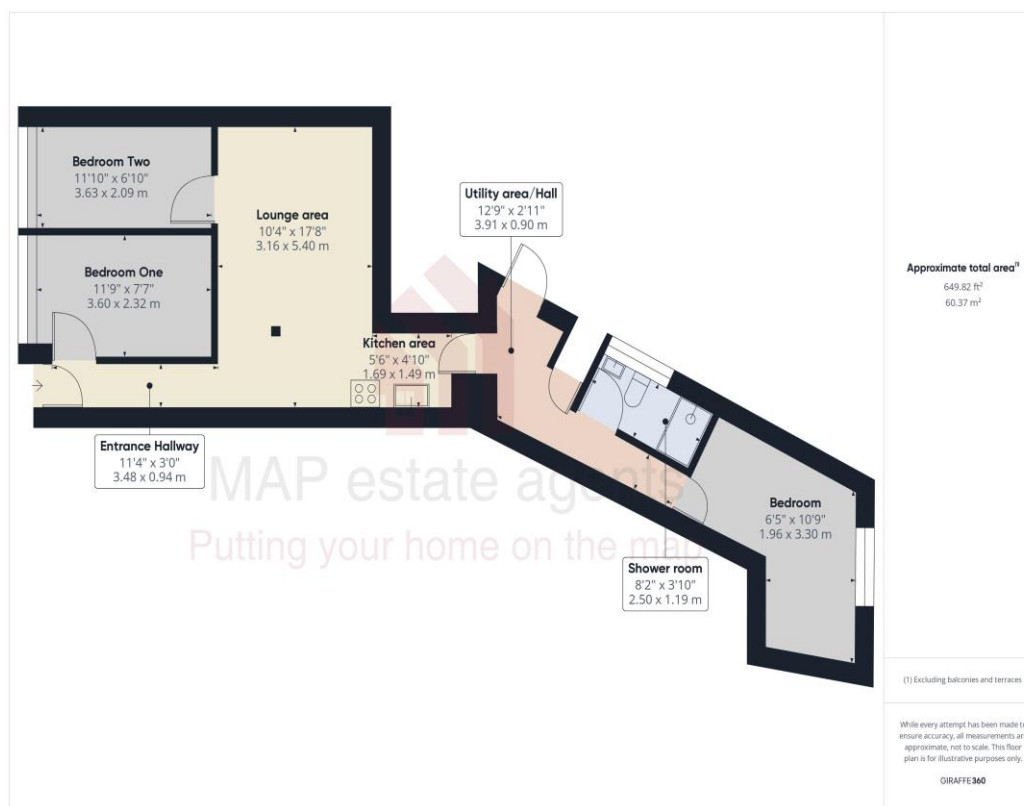 Bedroom Two
11'10" x 6'10"
3.63 x 2.09 m
Lounge area
10'4" x 17'8"
3.16 x 5.40 m
Utility area/Hall
12'9" x 2'11"
3.91 x 0.90 m
Bedroom One
11'9" x 7'7"
3.60 x 2.32 m
Kitchen area
5'6" x 4'10"
1.69 x 1.49 m
Entrance Hallway
11'4" x 3'0"
3.48 x 0.94 m
MAP estate agents
Putting your home on the map
Bedroom
6'5" x 10'9"
1.96 x 3.30 m
Shower room
8'2" x 3'10"
2.50 x 1.19 m
Approximate total area(1)
649.82 ft²
60.37 m²
(1) Excluding balconies and terraces
While every attempt has been made to
ensure accuracy, all measurements are
approximate, not to scale. This floor
plan is for illustrative purposes only.
GIRAFFE360